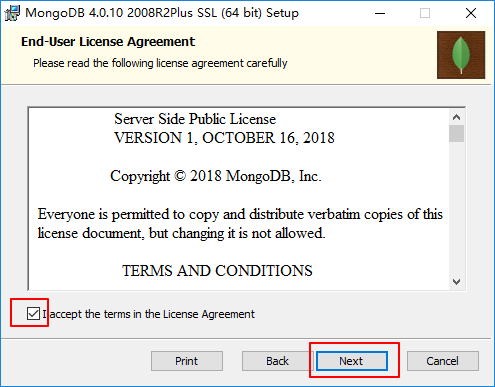 MongoDB 4.0.10 2008R2Plus SSL (64 bit) Setup
End-User License Agreement
Please read the following license agreement carefully
Server Side Public License
VERSION 1, OCTOBER 16, 2018
Copyright © 2018 MongoDB, Inc.
Everyone is permitted to copy and distribute verbatim copies of this
license document, but changing it is not allowed.
TERMS AND CONDITIONS
I accept the terms in the License Agreement
Print
Back
Next
Cancel